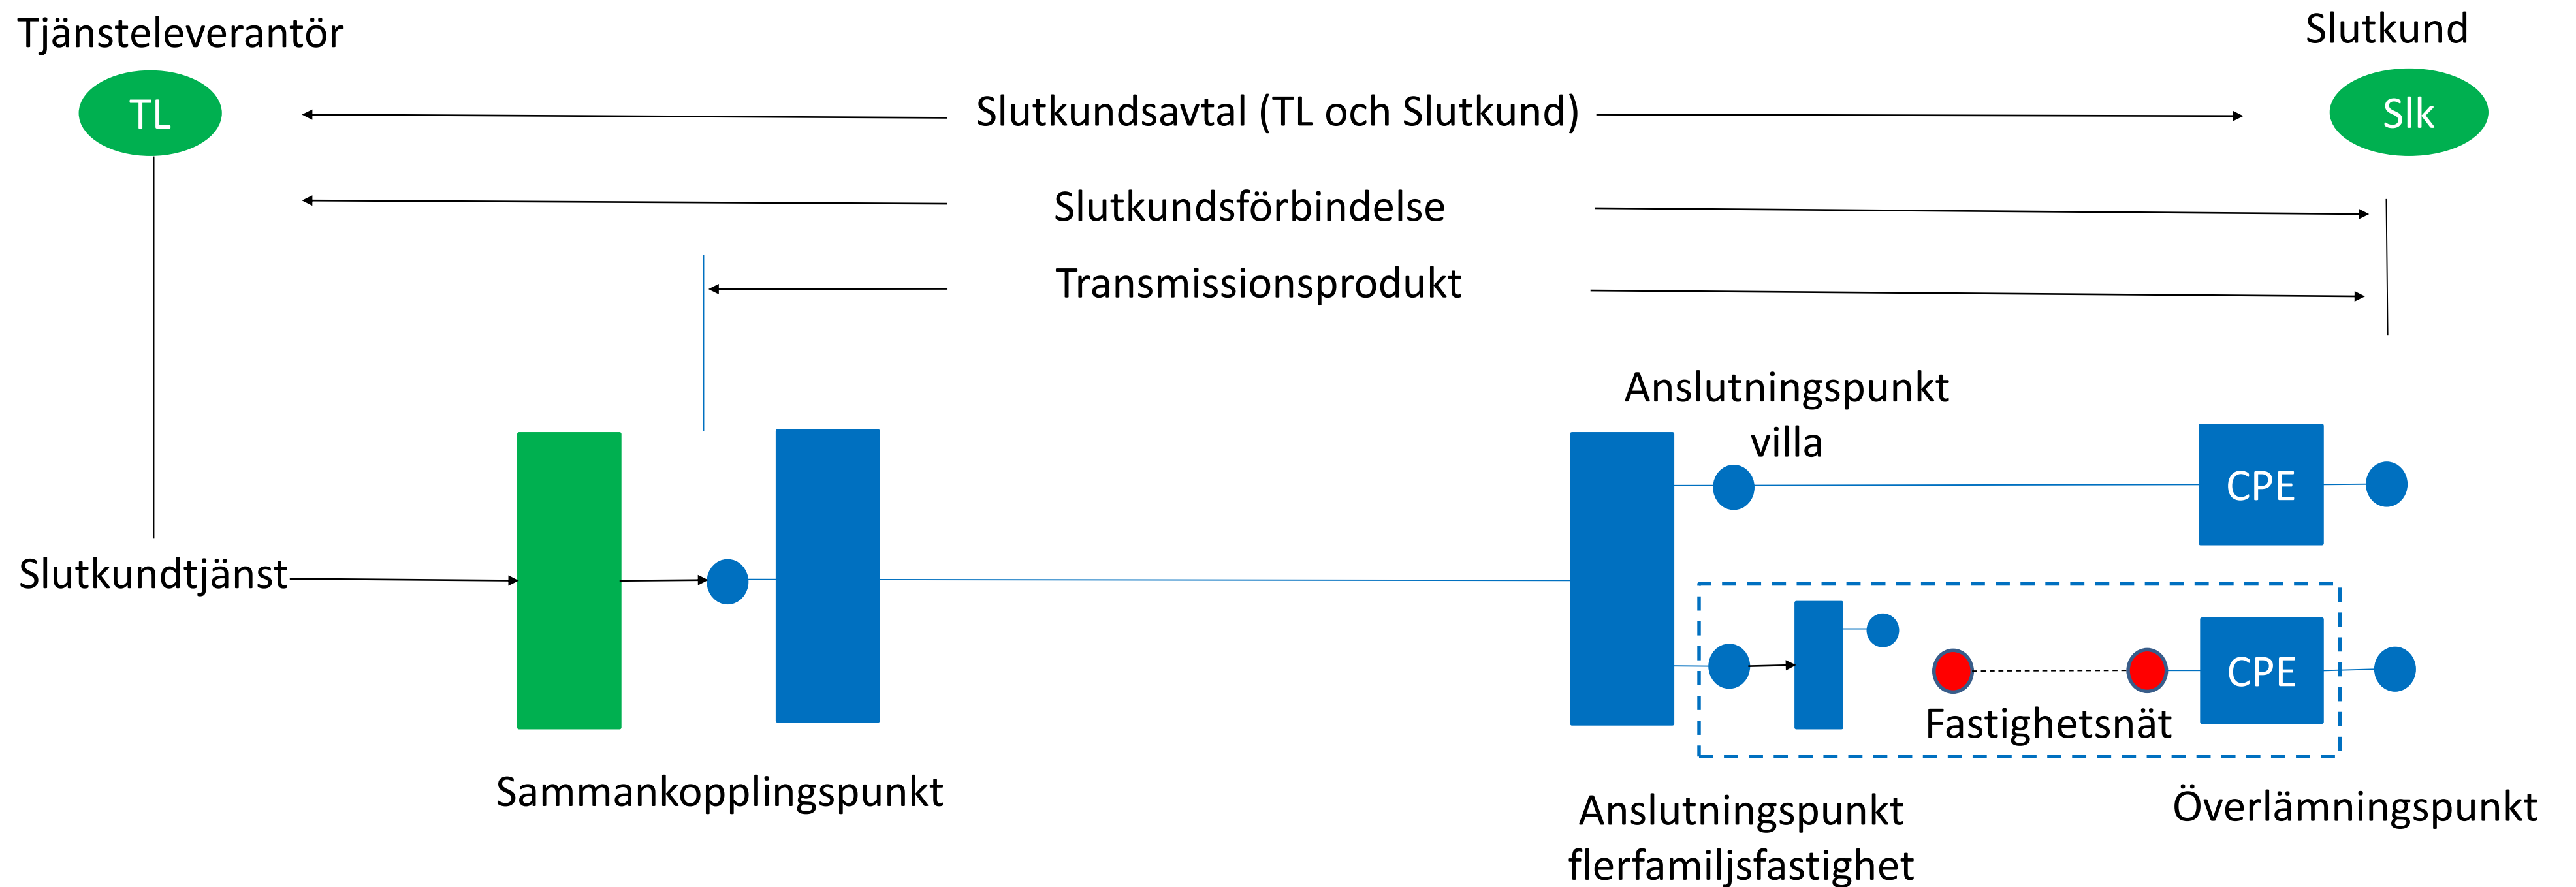 Tjänsteleverantör
Slutkund
TL
Slutkundsavtal (TL och Slutkund)
Slk
Slutkundsförbindelse
Transmissionsprodukt
Anslutningspunkt
villa
CPE
Slutkundtjänst
CPE
Fastighetsnät
Sammankopplingspunkt
Anslutningspunkt
flerfamiljsfastighet
Överlämningspunkt